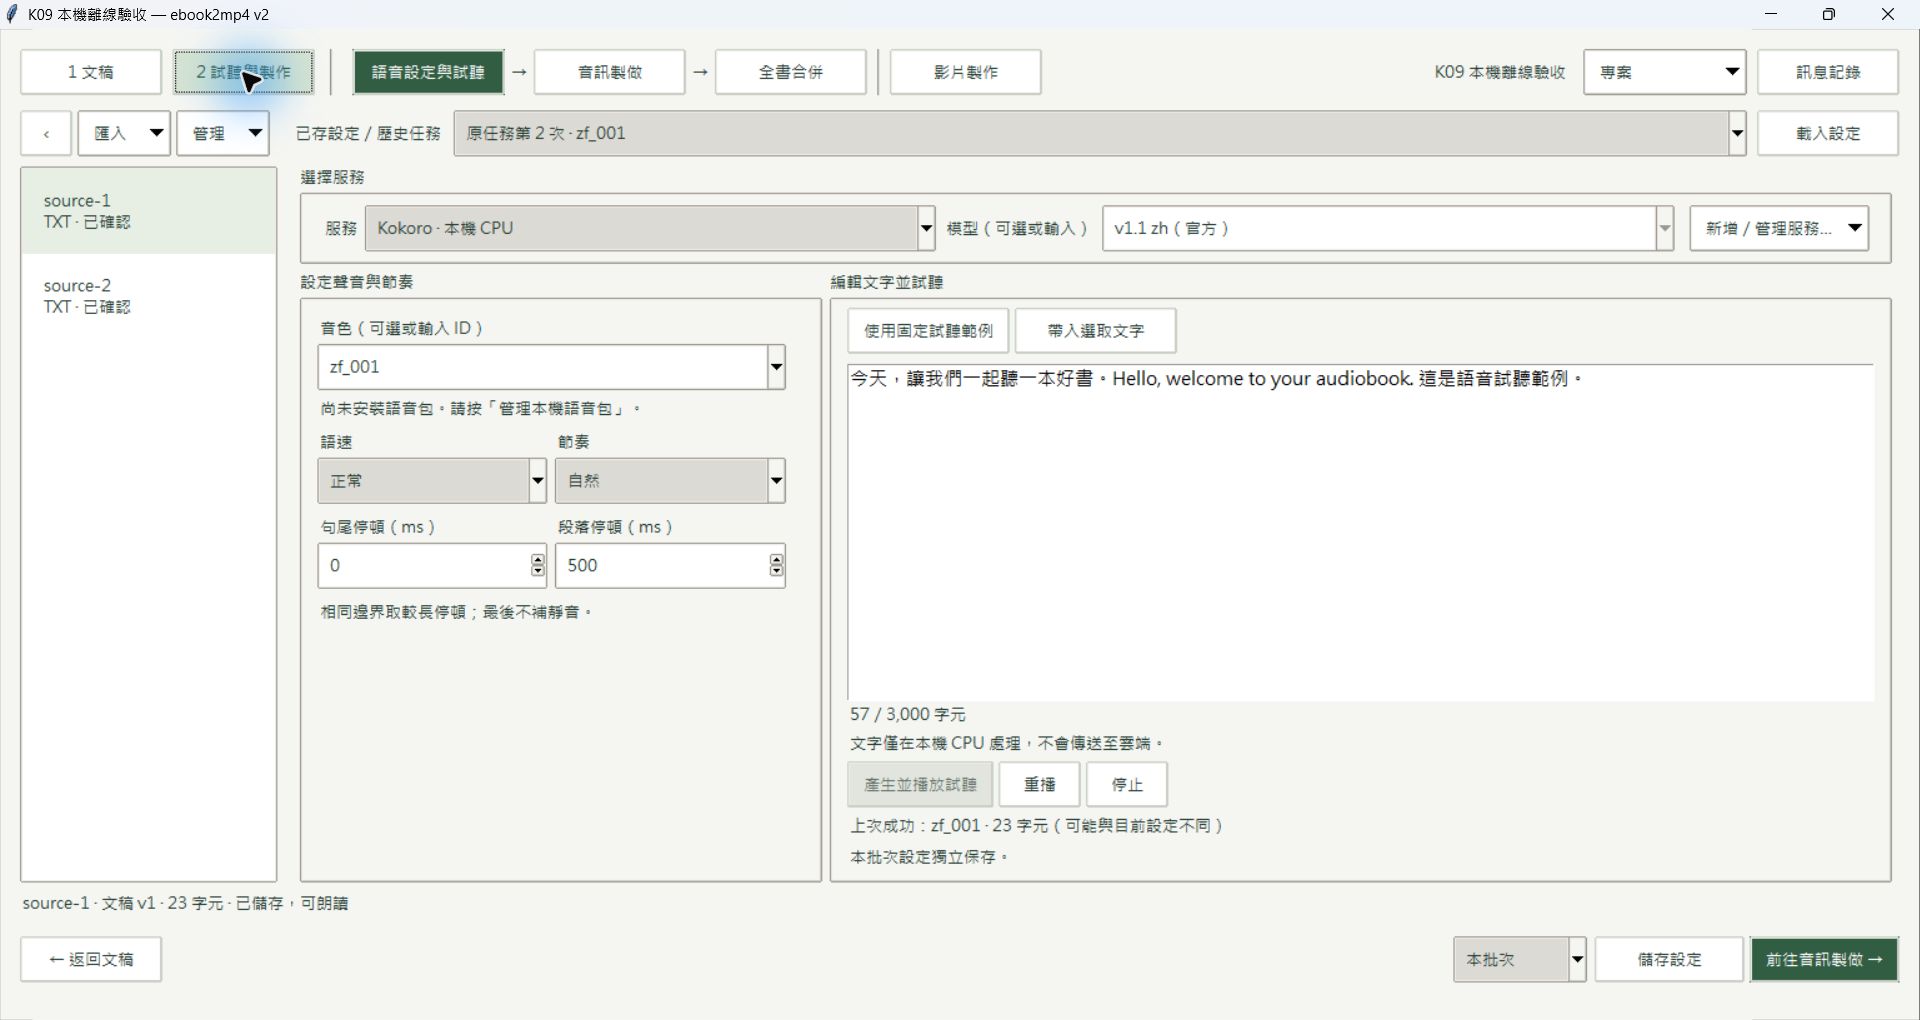 K09 本機離線驗收 — ebook2mp4 v2
1 文稿
2 試聽與製作
語音設定與試聽
→
音訊製做
→
全書合併
影片製作
K09 本機離線驗收
專案
訊息記錄
‹
匯入
管理
已存設定 / 歷史任務
原任務第 2 次 · zf_001
載入設定
source-1
TXT · 已確認
source-2
TXT · 已確認
選擇服務
服務
Kokoro · 本機 CPU
模型（可選或輸入）
v1.1 zh（官方）
新增 / 管理服務...
設定聲音與節奏
音色（可選或輸入 ID）
zf_001
尚未安裝語音包。請按「管理本機語音包」。
語速
節奏
正常
自然
句尾停頓（ms）
段落停頓（ms）
0
500
相同邊界取較長停頓；最後不補靜音。
編輯文字並試聽
使用固定試聽範例
帶入選取文字
今天，讓我們一起聽一本好書。Hello, welcome to your audiobook. 這是語音試聽範例。
57 / 3,000 字元
文字僅在本機 CPU 處理，不會傳送至雲端。
產生並播放試聽
重播
停止
上次成功：zf_001 · 23 字元（可能與目前設定不同）
本批次設定獨立保存。
source-1 · 文稿 v1 · 23 字元 · 已儲存，可朗讀
← 返回文稿
本批次
儲存設定
前往音訊製做 →